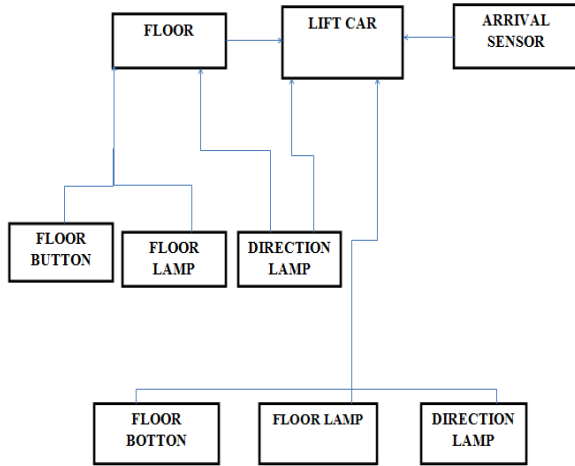 FLOOR
LIFT CAR
ARRIVAL
SENSOR
FLOOR
BUTTON
FLOOR
LAMP
DIRECTION
LAMP
FLOOR
BOTTON
FLOOR LAMP
DIRECTION
LAMP